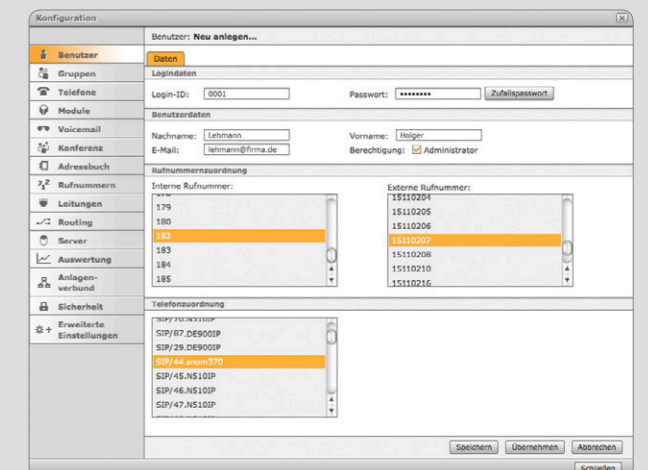 Konfiguration
Benutzer: Neu anlegen...
Benutzer
Gruppen
Telefone
Module
Voicemail
Konferenz
Adressbuch
Rufnummern
Leitungen
Routing
Server
Auswertung
Anlagen-
verbund
Sicherheit
Erweiterte
Einstellungen
Daten
Logindaten
Login-ID: 0001 Passwort: •••••••• Zufallspasswort
Benutzerdaten
Nachname: Lehmann Vorname: Holger
E-Mail: lehmann@firma.de Berechtigung: Administrator
Rufnummernzuordnung
Interne Rufnummer:
179
180
182
183
184
185
Externe Rufnummer:
15110204
15110205
15110206
15110207
15110208
15110210
15110216
Telefonzuordnung
SIP/70.N510IP
SIP/87.DE900IP
SIP/29.DE900IP
SIP/44.snom370
SIP/45.N510IP
SIP/46.N510IP
SIP/47.N510IP
Speichern Übernehmen Abbrechen
Schließen